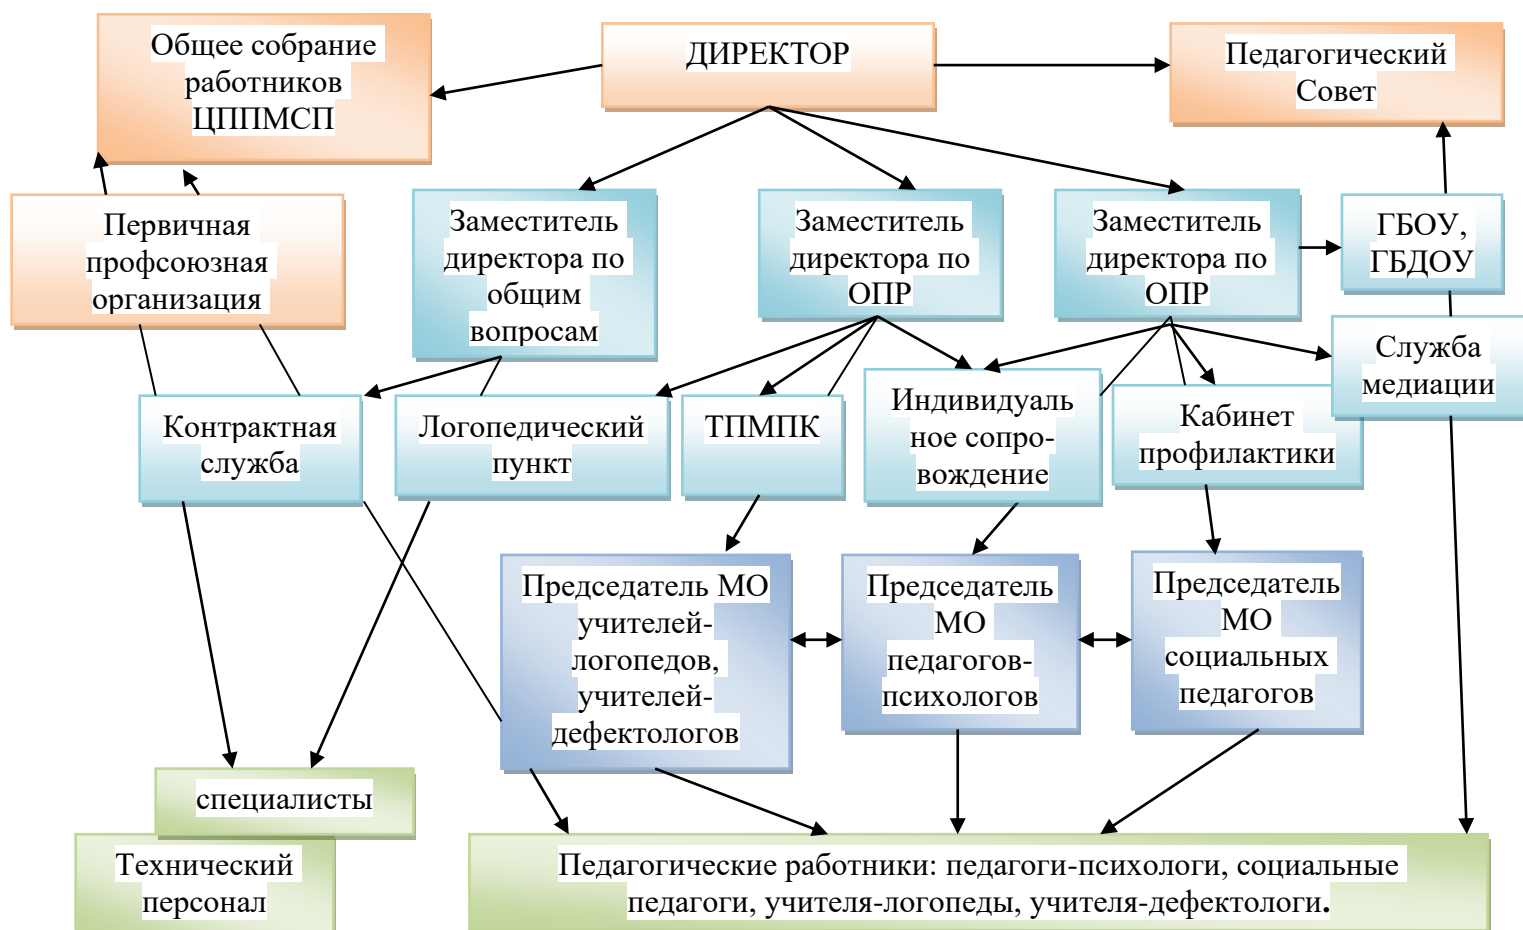 Общее собрание
работников
ЦППМСП
ДИРЕКТОР
Педагогический
Совет
Первичная
профсоюзная
организация
Заместитель
директора по
общим
вопросам
Заместитель
директора по
ОПР
Заместитель
директора по
ОПР
ГБОУ,
ГБДОУ
Служба
медиации
Контрактная
служба
Логопедический
пункт
ТПМПК
Индивидуаль
ное сопро-
вождение
Кабинет
профилактики
Председатель МО
учителей-
логопедов,
учителей-
дефектологов
Председатель
МО
педагогов-
психологов
Председатель
МО
социальных
педагогов
специалисты
Технический
персонал
Педагогические работники: педагоги-психологи, социальные
педагоги, учителя-логопеды, учителя-дефектологи.